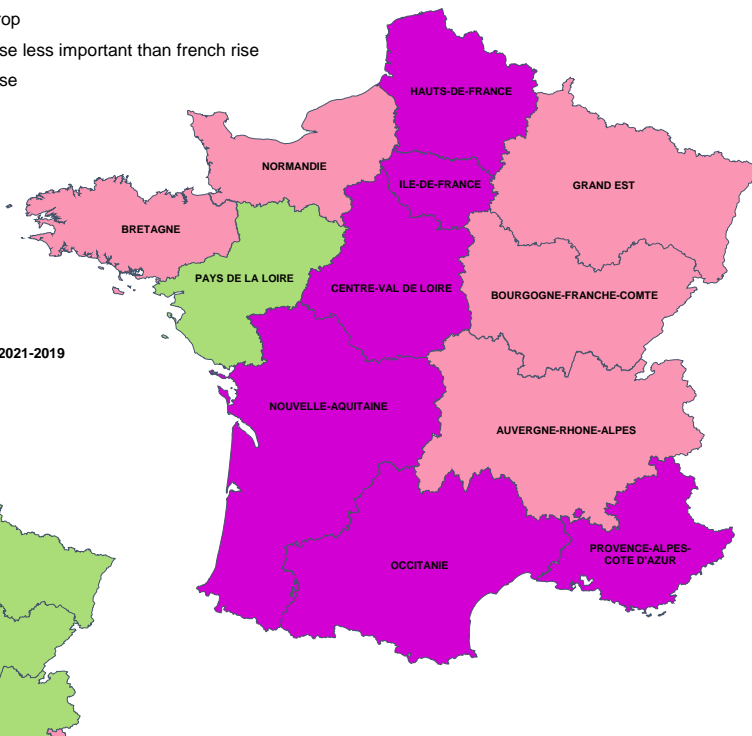 rop
se less important than french rise
se
HAUTS-DE-FRANCE
NORMANDIE
ILE-DE-FRANCE
GRAND EST
BRETAGNE
PAYS DE LA LOIRE
CENTRE-VAL DE LOIRE
BOURGOGNE-FRANCHE-COMTE
2021-2019
NOUVELLE-AQUITAINE
AUVERGNE-RHONE-ALPES
OCCITANIE
PROVENCE-ALPES-
COTE D'AZUR